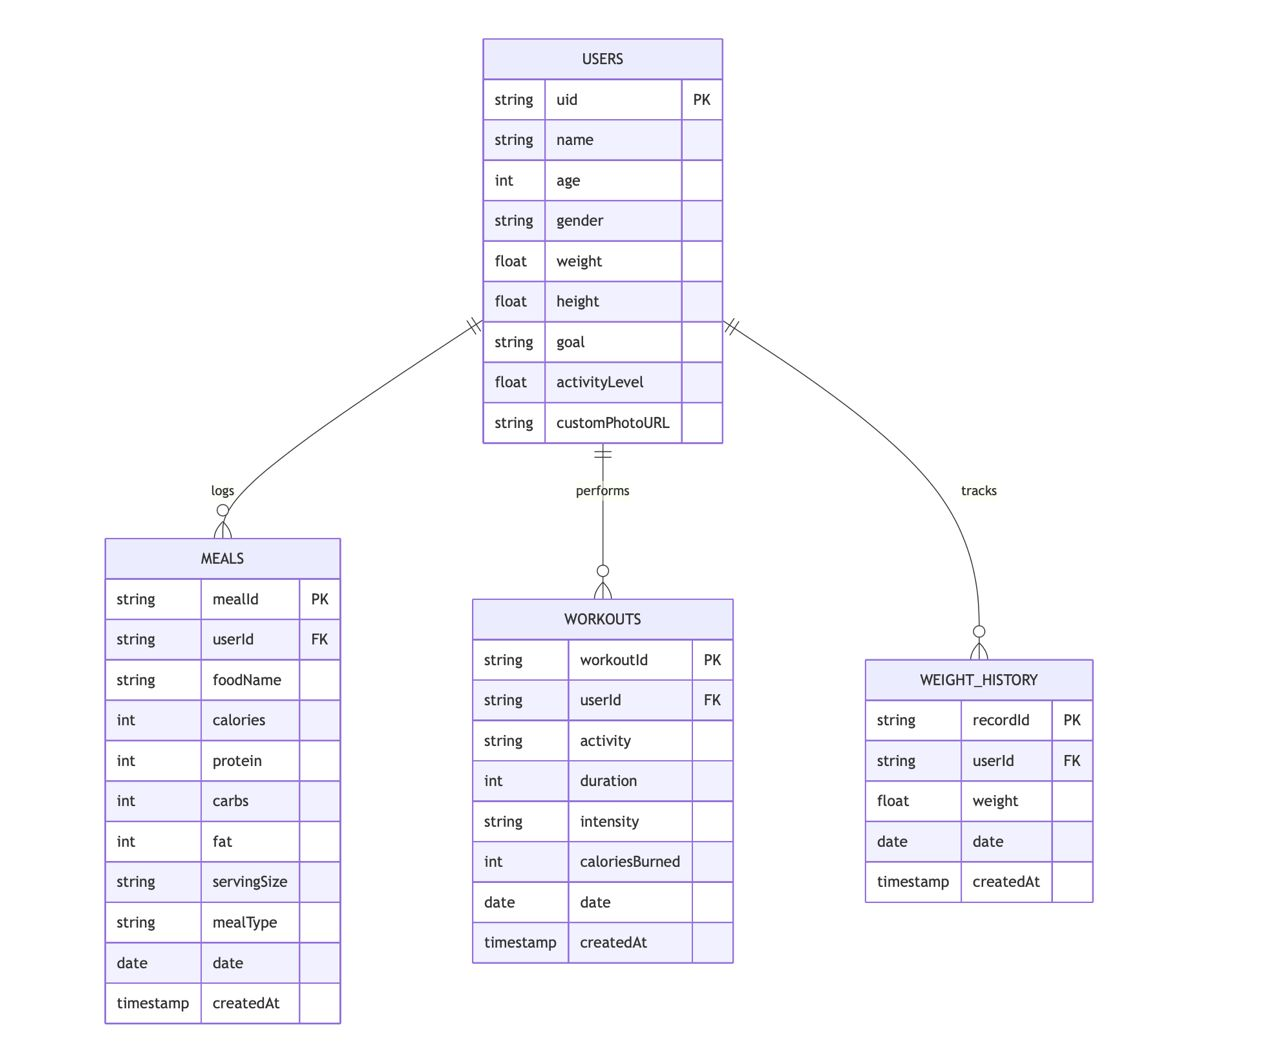 USERS
string uid PK
string name
int age
string gender
float weight
float height
string goal
float activityLevel
string customPhotoURL
logs
performs
tracks
MEALS
string mealId PK
string userId FK
string foodName
int calories
int protein
int carbs
int fat
string servingSize
string mealType
date date
timestamp createdAt
WORKOUTS
string workoutId PK
string userId FK
string activity
int duration
string intensity
int caloriesBurned
date date
timestamp createdAt
WEIGHT_HISTORY
string recordId PK
string userId FK
float weight
date date
timestamp createdAt